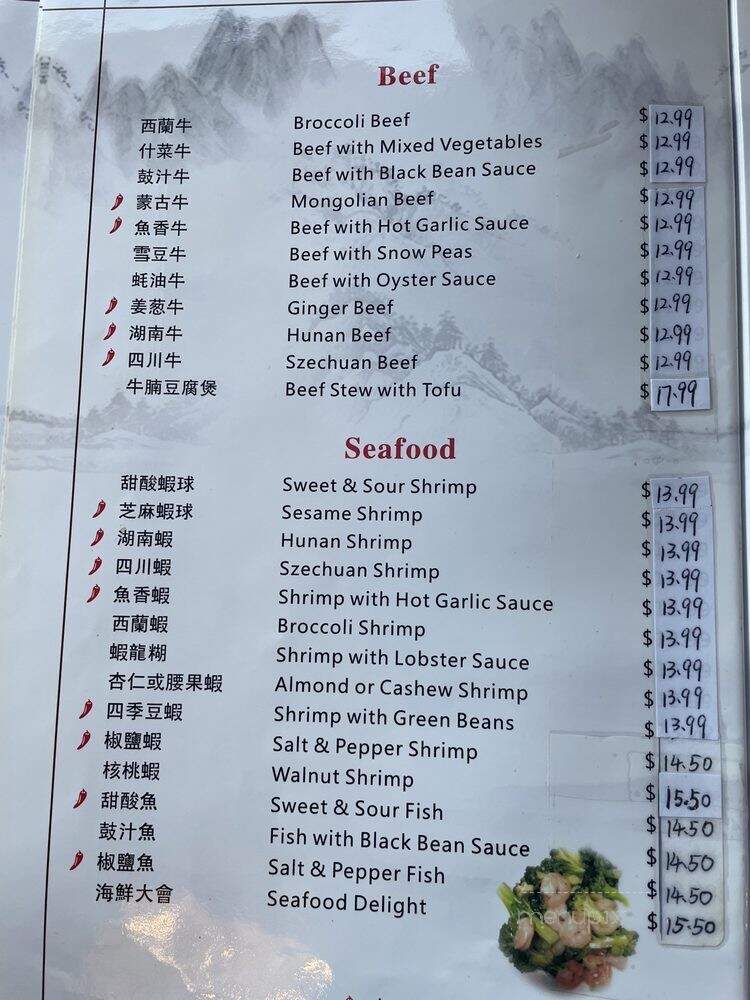 Beef
西蘭牛 Broccoli Beef $ 12.99
什菜牛 Beef with Mixed Vegetables $ 12.99
鼓汁牛 Beef with Black Bean Sauce $ 12.99
蒙古牛 Mongolian Beef $ 12.99
魚香牛 Beef with Hot Garlic Sauce $ 12.99
雪豆牛 Beef with Snow Peas $ 12.99
蚝油牛 Beef with Oyster Sauce $ 12.99
姜葱牛 Ginger Beef $ 12.99
湖南牛 Hunan Beef $ 12.99
四川牛 Szechuan Beef $ 12.99
牛腩豆腐煲 Beef Stew with Tofu $ 17.99
Seafood
甜酸蝦球 Sweet & Sour Shrimp $ 13.99
芝麻蝦球 Sesame Shrimp $ 13.99
湖南蝦 Hunan Shrimp $ 13.99
四川蝦 Szechuan Shrimp $ 13.99
魚香蝦 Shrimp with Hot Garlic Sauce $ 13.99
西蘭蝦 Broccoli Shrimp $ 13.99
蝦龍糊 Shrimp with Lobster Sauce $ 13.99
杏仁或腰果蝦 Almond or Cashew Shrimp $ 13.99
四季豆蝦 Shrimp with Green Beans $ 13.99
椒鹽蝦 Salt & Pepper Shrimp $ 14.50
核桃蝦 Walnut Shrimp $ 15.50
甜酸魚 Sweet & Sour Fish $ 14.50
鼓汁魚 Fish with Black Bean Sauce $ 14.50
椒鹽魚 Salt & Pepper Fish $ 14.50
海鮮大會 Seafood Delight $ 15.50
menupix